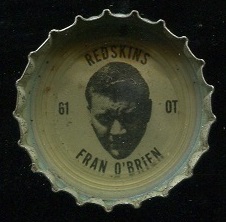 REDSKINS
61 OT
FRAN O'BRIEN